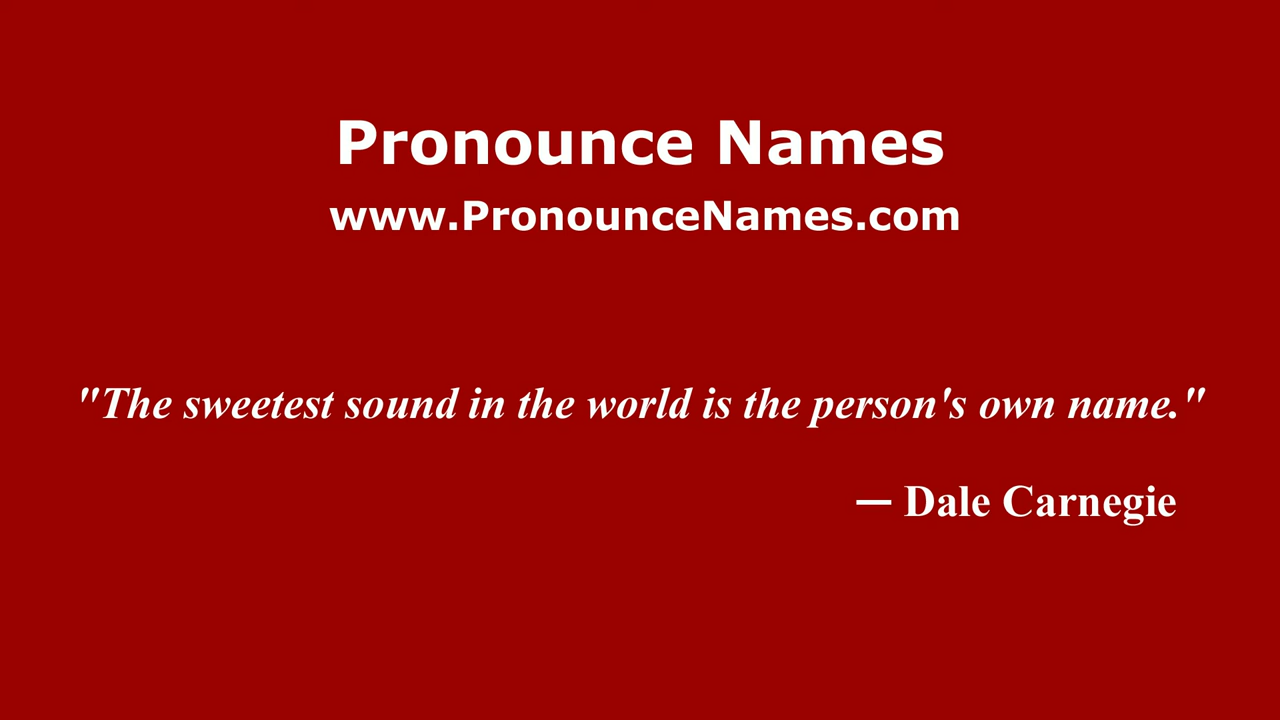 Pronounce Names
www.PronounceNames.com
"The sweetest sound in the world is the person's own name."
— Dale Carnegie